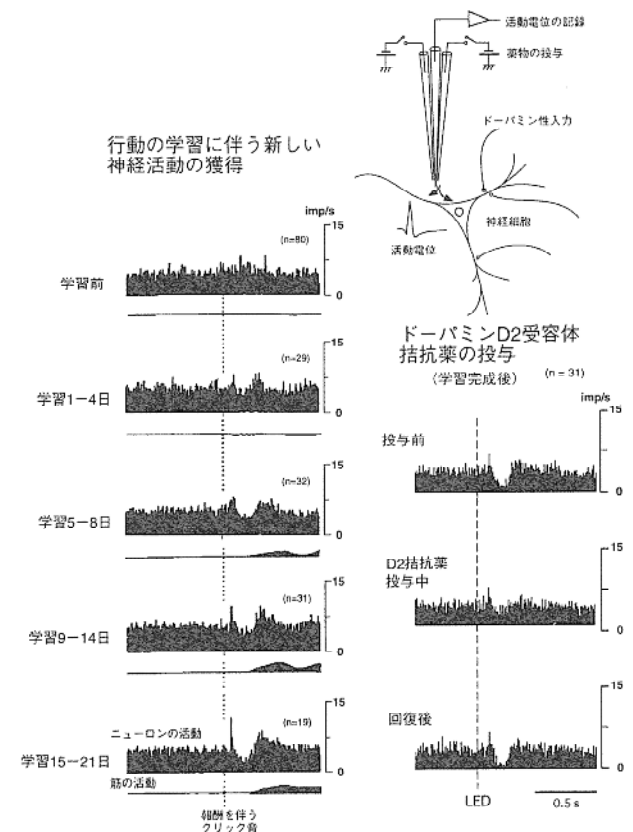 活動電位の記録
薬物の投与
ドーパミン性入力
行動の学習に伴う新しい
神経活動の獲得
神経細胞
活動電位
imp/s
15
(n=80)
学習前
0
15
(n=29)
学習1－4日
0
15
(n=32)
学習5－8日
0
15
(n=31)
学習9－14日
0
15
ニューロンの活動
(n=19)
学習15－21日
0
筋の活動
報酬を伴う
クリック音
ドーパミンD2受容体
拮抗薬の投与
(学習完成後)
(n = 31)
imp/s
15
投与前
0
15
D2拮抗薬
投与中
0
15
回復後
0
LED
0.5 s